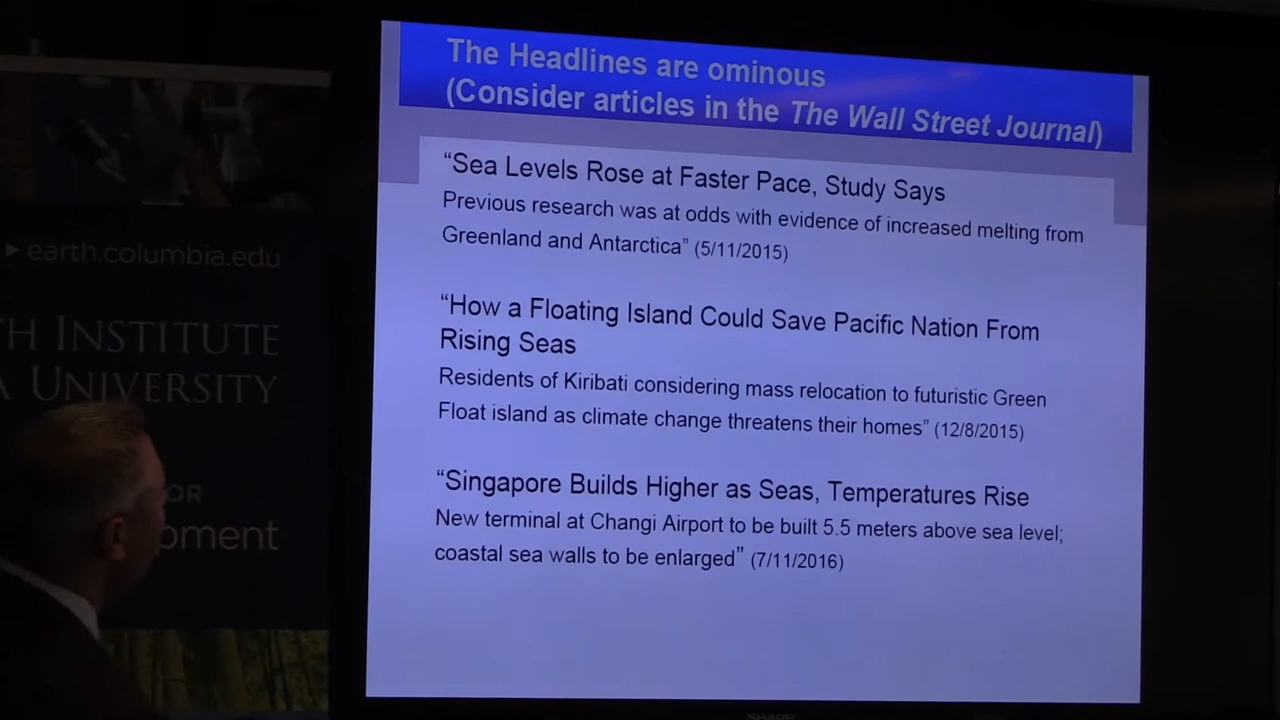 The Headlines are ominous
(Consider articles in the The Wall Street Journal)
“Sea Levels Rose at Faster Pace, Study Says
Previous research was at odds with evidence of increased melting from
Greenland and Antarctica” (5/11/2015)
“How a Floating Island Could Save Pacific Nation From
Rising Seas
Residents of Kiribati considering mass relocation to futuristic Green
Float island as climate change threatens their homes” (12/8/2015)
“Singapore Builds Higher as Seas, Temperatures Rise
New terminal at Changi Airport to be built 5.5 meters above sea level;
coastal sea walls to be enlarged” (7/11/2016)
earth.columbia.edu
H INSTITUTE
A UNIVERSITY
OR
pment
SHARP